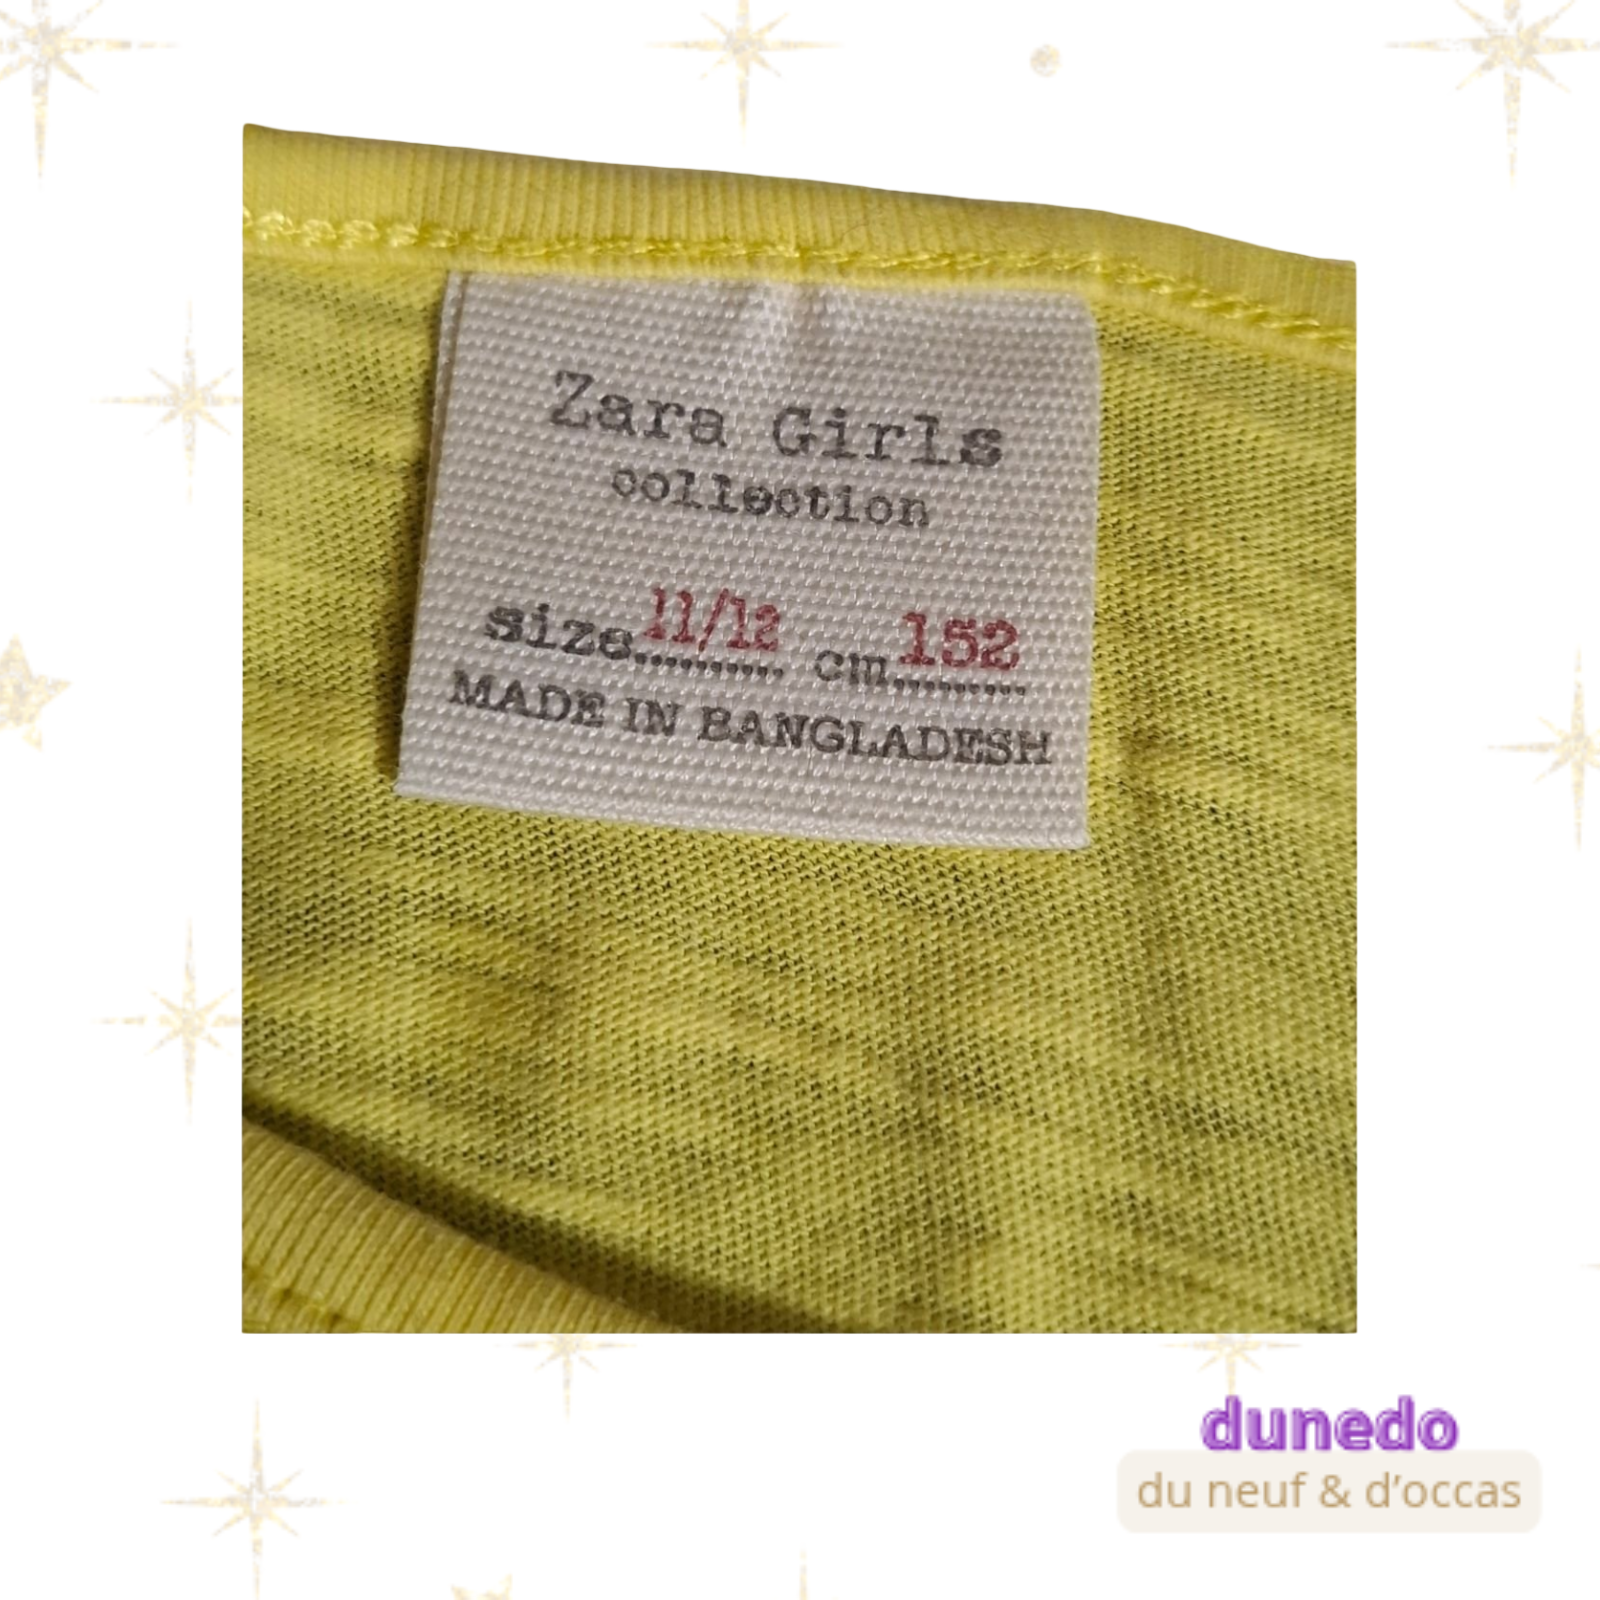 Zara Girls
collection
size 11/12 cm 152
MADE IN BANGLADESH
dunedo
du neuf & d’occas